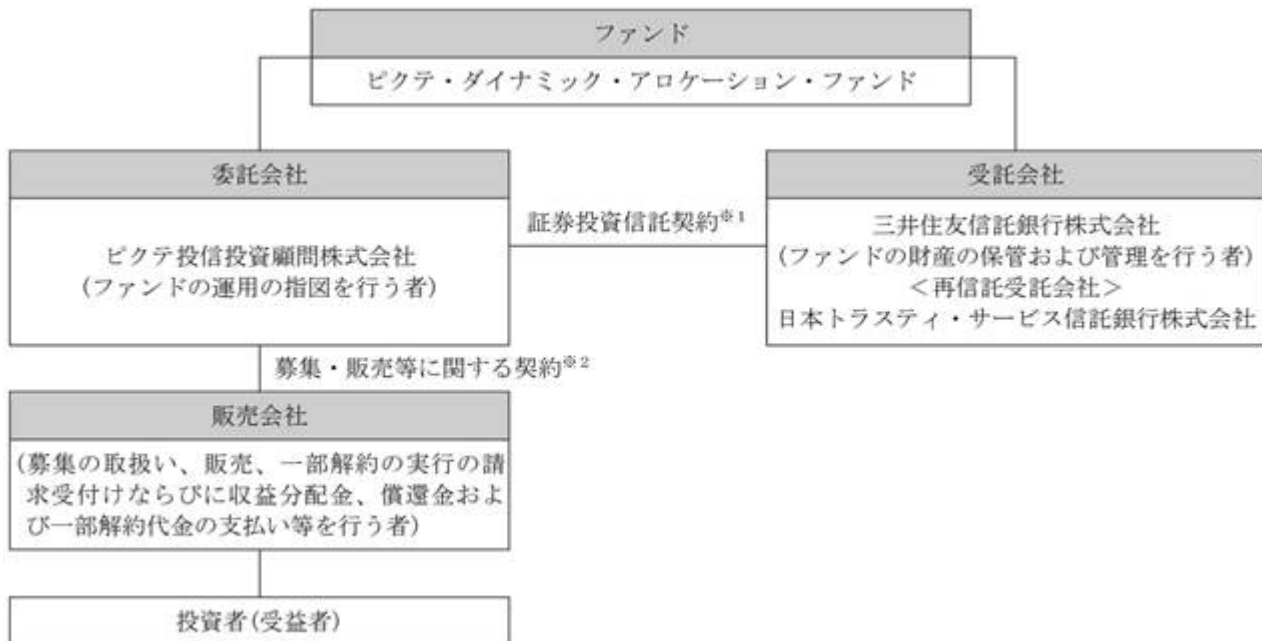 ファンド
ピクテ・ダイナミック・アロケーション・ファンド
委託会社
ピクテ投信投資顧問株式会社
(ファンドの運用の指図を行う者)
証券投資信託契約※1
受託会社
三井住友信託銀行株式会社
(ファンドの財産の保管および管理を行う者)
<再信託受託会社>
日本トラスティ・サービス信託銀行株式会社
募集・販売等に関する契約※2
販売会社
(募集の取扱い、販売、一部解約の実行の請
求受付けならびに収益分配金、償還金およ
び一部解約代金の支払い等を行う者)
投資者(受益者)